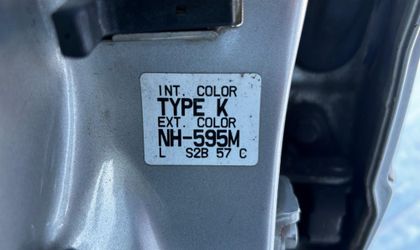 INT. COLOR
TYPE K
EXT. COLOR
NH-595M
L S2B 57 C